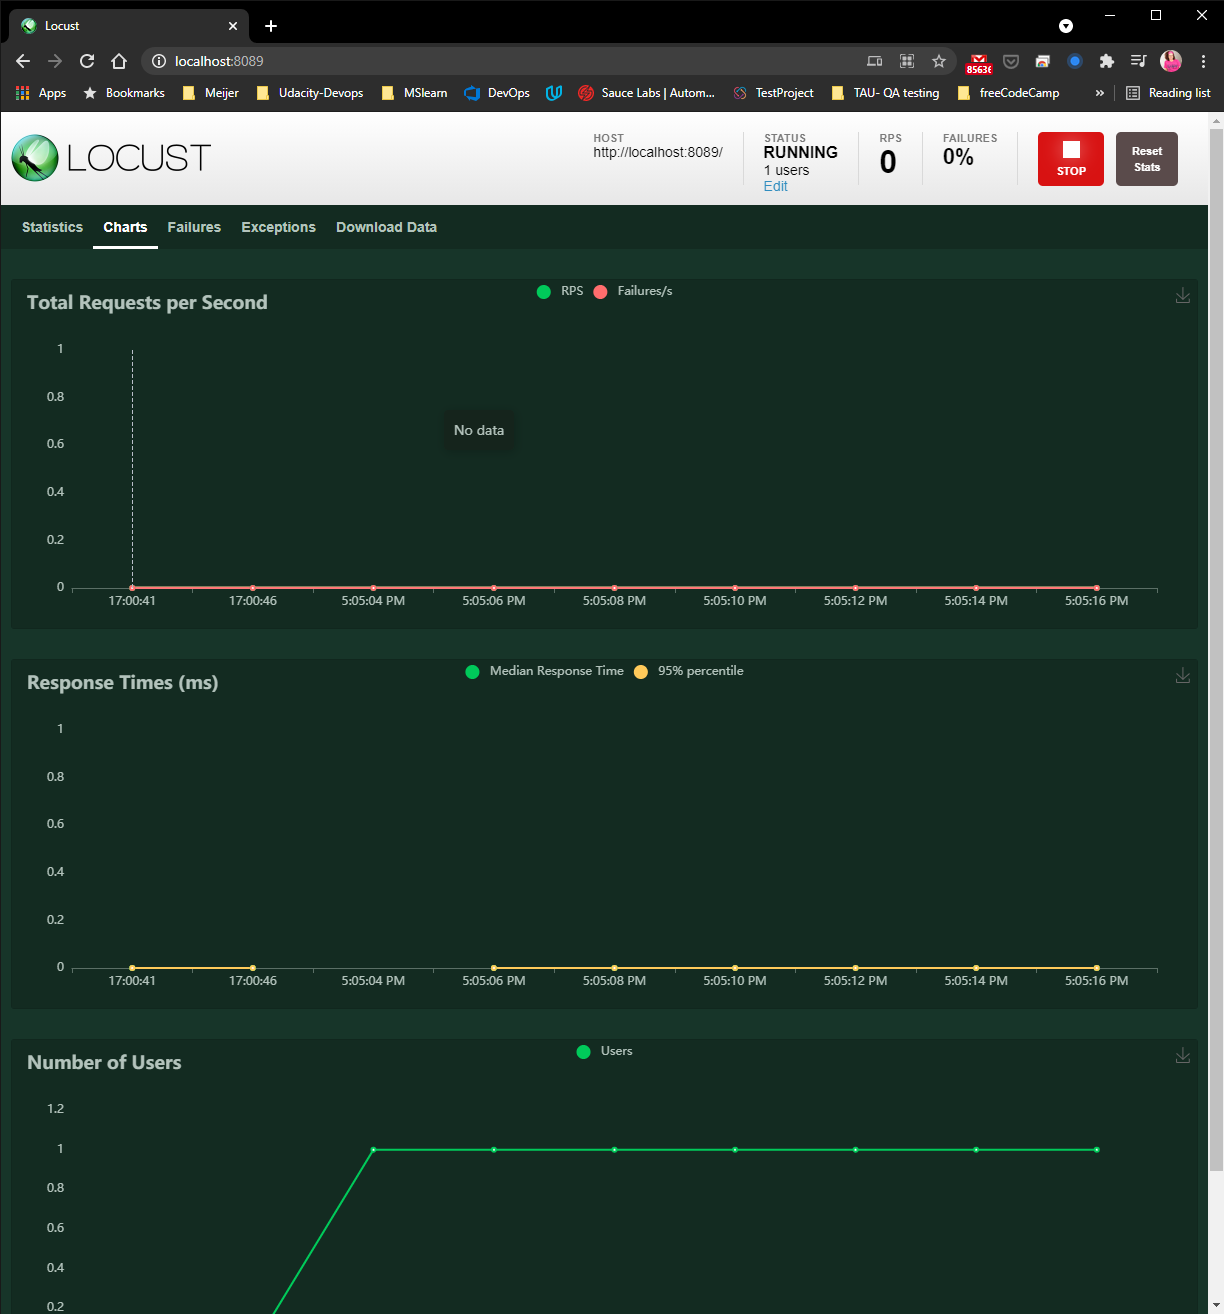 Locust
localhost:8089
85636
Apps
Bookmarks
Meijer
Udacity-Devops
MSlearn
DevOps
Sauce Labs | Autom...
TestProject
TAU- QA testing
freeCodeCamp
»
Reading list
LOCUST
HOST
http://localhost:8089/
STATUS
RUNNING
1 users
Edit
RPS
0
FAILURES
0%
STOP
Reset
Stats
Statistics
Charts
Failures
Exceptions
Download Data
Total Requests per Second
RPS
Failures/s
1
0.8
No data
0.6
0.4
0.2
0
17:00:41
17:00:46
5:05:04 PM
5:05:06 PM
5:05:08 PM
5:05:10 PM
5:05:12 PM
5:05:14 PM
5:05:16 PM
Response Times (ms)
Median Response Time
95% percentile
1
0.8
0.6
0.4
0.2
0
17:00:41
17:00:46
5:05:04 PM
5:05:06 PM
5:05:08 PM
5:05:10 PM
5:05:12 PM
5:05:14 PM
5:05:16 PM
Number of Users
Users
1.2
1
0.8
0.6
0.4
0.2